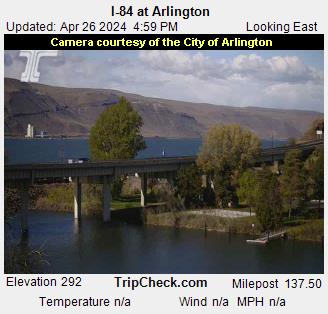 I-84 at Arlington
Updated: Apr 26 2024 4:59 PM Looking East
Camera courtesy of the City of Arlington
Elevation 292 TripCheck.com Milepost 137.50
Temperature n/a Wind n/a MPH n/a